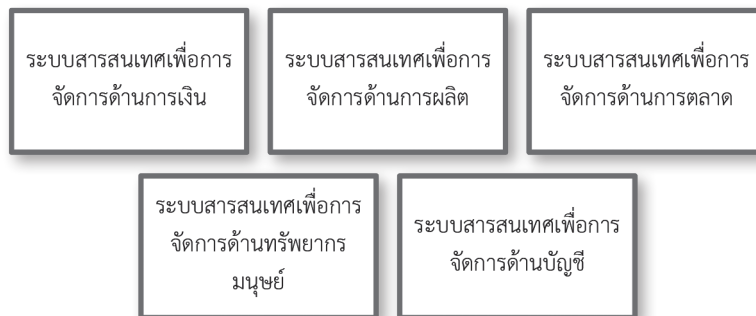 ระบบสารสนเทศเพื่อการ
จัดการด้านการเงิน
ระบบสารสนเทศเพื่อการ
จัดการด้านการผลิต
ระบบสารสนเทศเพื่อการ
จัดการด้านการตลาด
ระบบสารสนเทศเพื่อการ
จัดการด้านทรัพยากร
มนุษย์
ระบบสารสนเทศเพื่อการ
จัดการด้านบัญชี